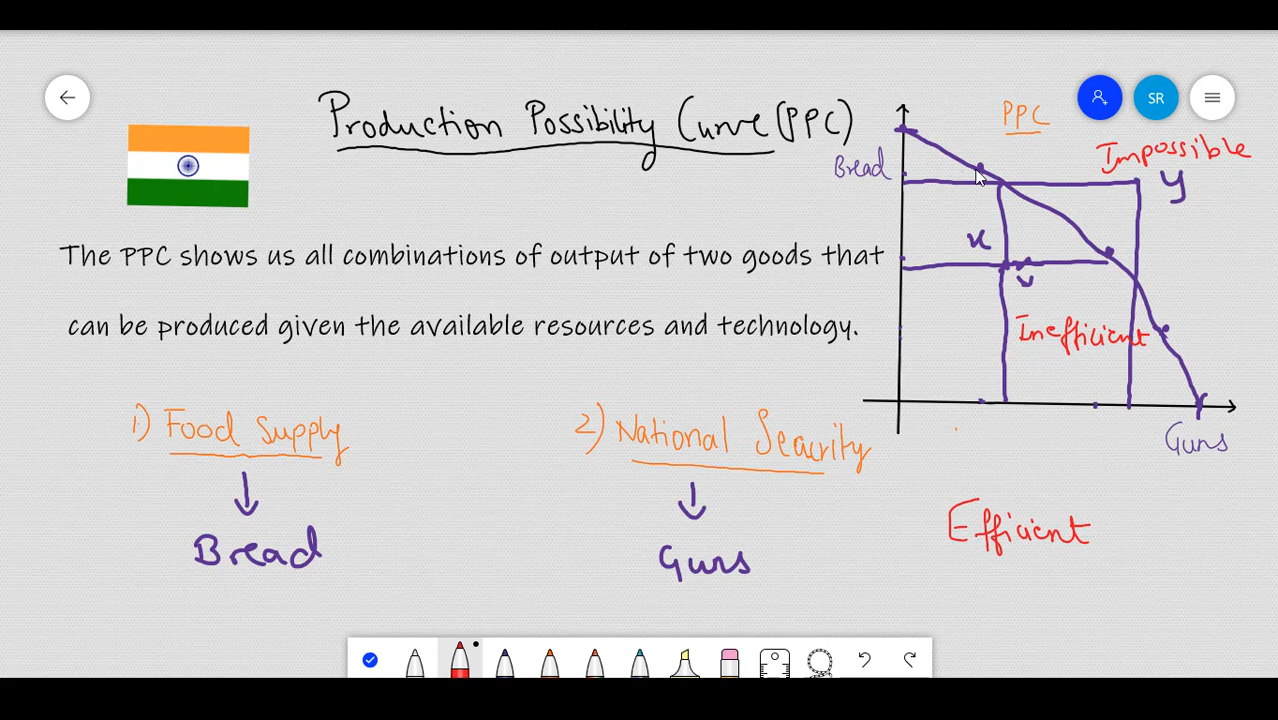 Production Possibility Curve (PPC)
PPC
Impossible
Bread
y
x
The PPC shows us all combinations of output of two goods that
can be produced given the available resources and technology.
Inefficient
1) Food Supply
2) National Security
Guns
Bread
Guns
Efficient
SR